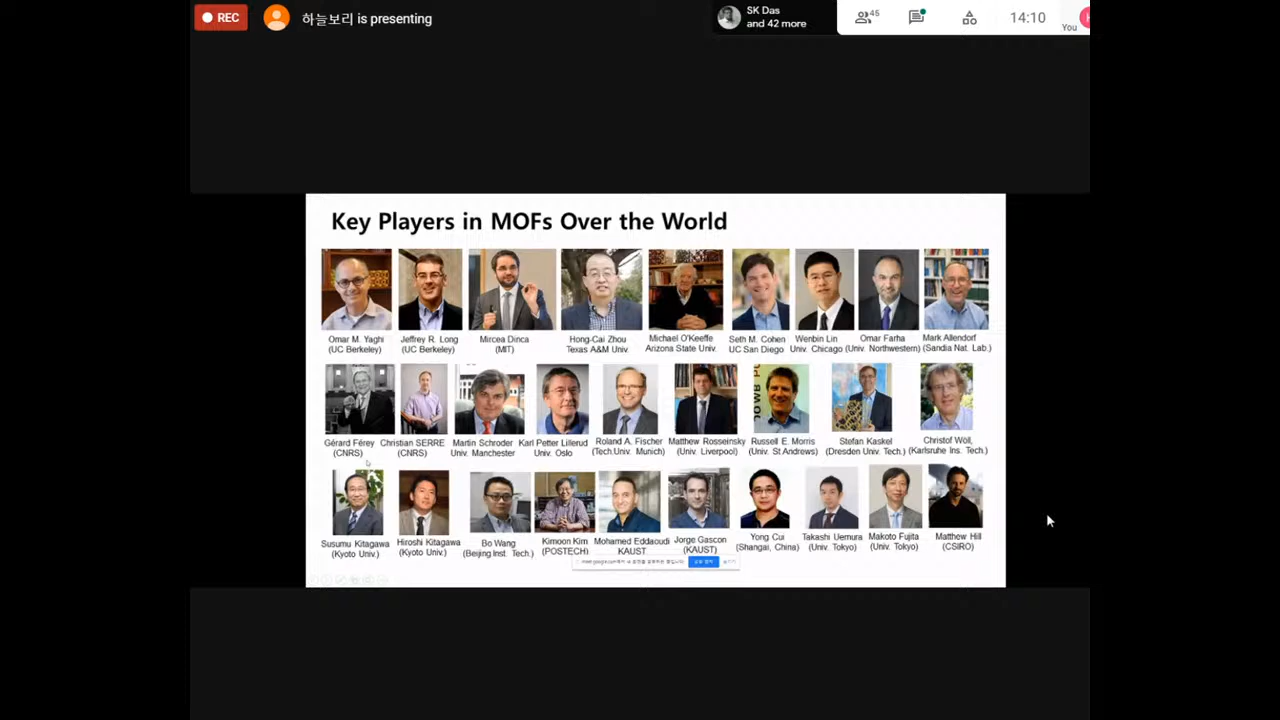 REC
하늘보리 is presenting
SK Das
and 42 more
45
14:10
You
Key Players in MOFs Over the World
Omar M. Yaghi
(UC Berkeley)
Jeffrey R. Long
(UC Berkeley)
Mircea Dinca
(MIT)
Hong-Cai Zhou
Texas A&M Univ.
Michael O'Keeffe
Arizona State Univ.
Seth M. Cohen
UC San Diego
Wenbin Lin
Univ. Chicago
Omar Farha
(Univ. Northwestern)
Mark Allendorf
(Sandia Nat. Lab.)
Gérard Férey
(CNRS)
Christian SERRE
(CNRS)
Martin Schroder
Univ. Manchester
Karl Petter Lillerud
Univ. Oslo
Roland A. Fischer
(Tech.Univ. Munich)
Matthew Rosseinsky
(Univ. Liverpool)
Russell E. Morris
(Univ. St Andrews)
Stefan Kaskel
(Dresden Univ. Tech.)
Christof Wöll,
(Karlsruhe Ins. Tech.)
Susumu Kitagawa
(Kyoto Univ.)
Hiroshi Kitagawa
(Kyoto Univ.)
Bo Wang
(Beijing Inst. Tech.)
Kimoon Kim
(POSTECH)
Mohamed Eddaoudi
KAUST
Jorge Gascon
(KAUST)
Yong Cui
(Shangai, China)
Takashi Uemura
(Univ. Tokyo)
Makoto Fujita
(Univ. Tokyo)
Matthew Hill
(CSIRO)